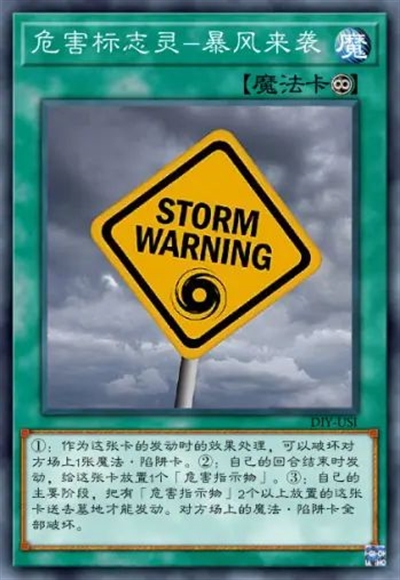 危害标志灵-暴风来袭 魔
【魔法卡】
STORM
WARNING
DIY-USI
①：作为这张卡的发动时的效果处理，可以破坏对
方场上1张魔法·陷阱卡。②：自己的回合结束时发
动，给这张卡放置1个「危害指示物」。③：自己的
主要阶段，把有「危害指示物」2个以上放置的这张
卡送去墓地才能发动。对方场上的魔法·陷阱卡全
部破坏。